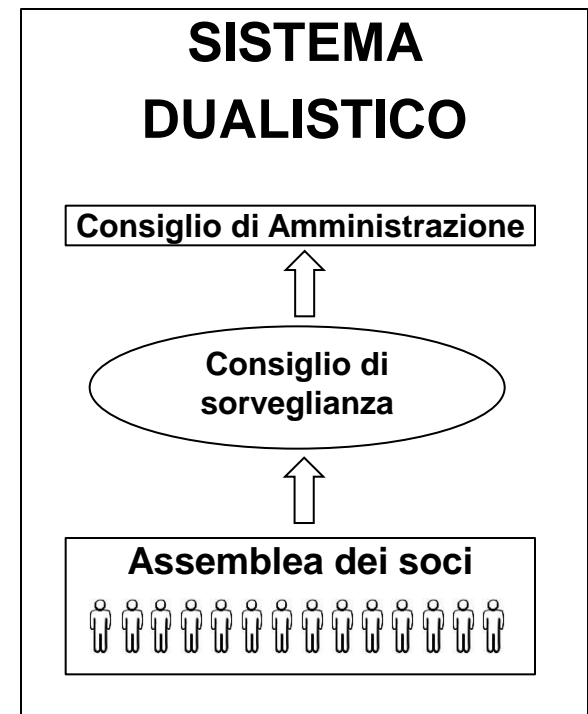 SISTEMA
DUALISTICO
Consiglio di Amministrazione
Consiglio di
sorveglianza
Assemblea dei soci